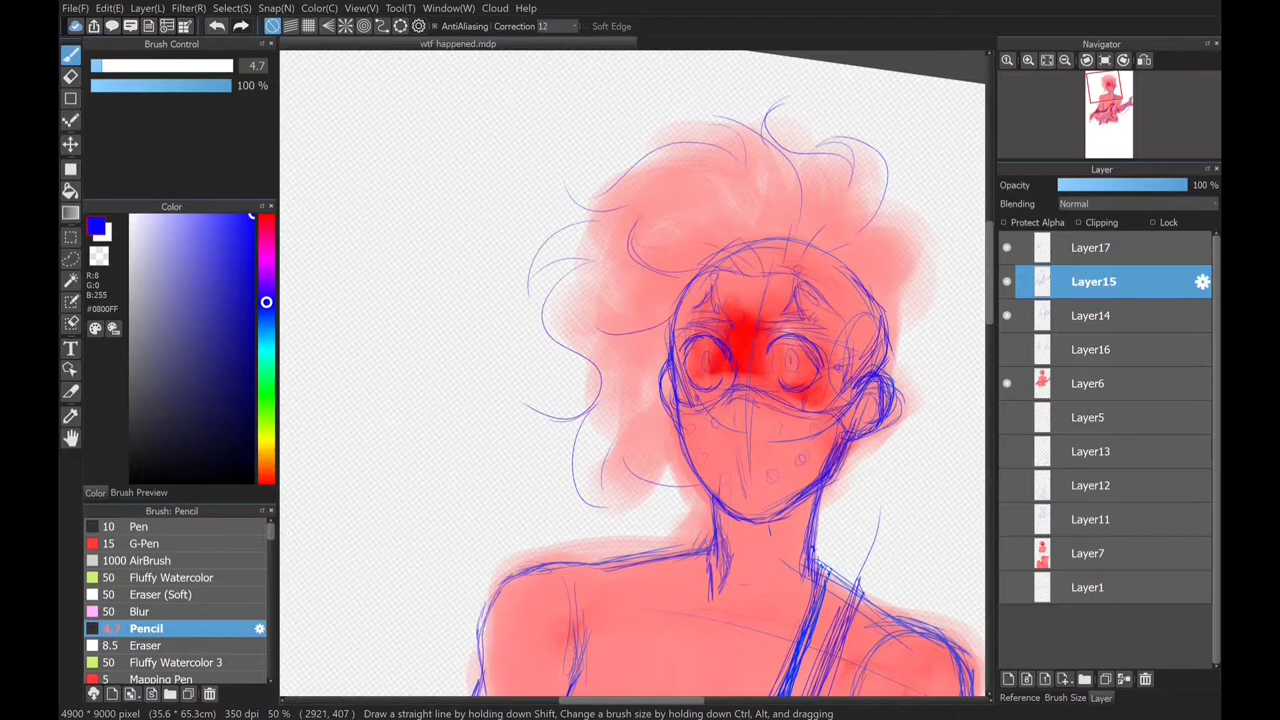 File(F) Edit(E) Layer(L) Filter(R) Select(S) Snap(N) Color(C) View(V) Tool(T) Window(W) Cloud Help
AntiAliasing Correction 12 Soft Edge
Brush Control
4.7
100 %
Color
R:8
G:0
B:255
#0800FF
Color Brush Preview
Brush: Pencil
10 Pen
15 G-Pen
1000 AirBrush
50 Fluffy Watercolor
50 Eraser (Soft)
50 Blur
4.7 Pencil
8.5 Eraser
50 Fluffy Watercolor 3
5 Mapping Pen
wtf happened.mdp
Navigator
Layer
Opacity 100 %
Blending Normal
Protect Alpha Clipping Lock
Layer17
Layer15
Layer14
Layer16
Layer6
Layer5
Layer13
Layer12
Layer11
Layer7
Layer1
Reference Brush Size Layer
4900 * 9000 pixel (35.6 * 65.3cm) 350 dpi 50 % ( 2921, 407 ) Draw a straight line by holding down Shift, Change a brush size by holding down Ctrl, Alt, and dragging